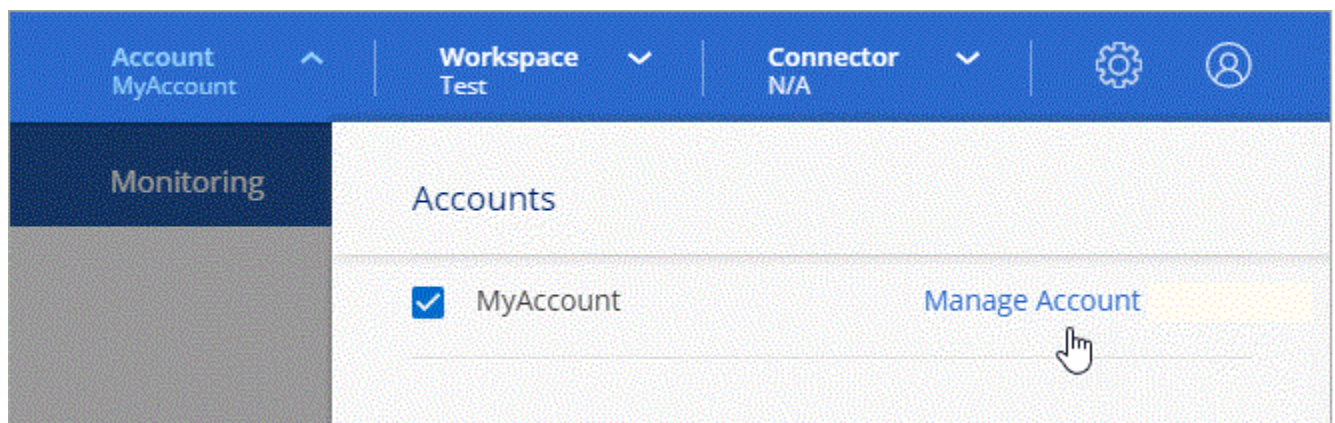 Account
MyAccount
Workspace
Test
Connector
N/A
Monitoring
Accounts
MyAccount
Manage Account